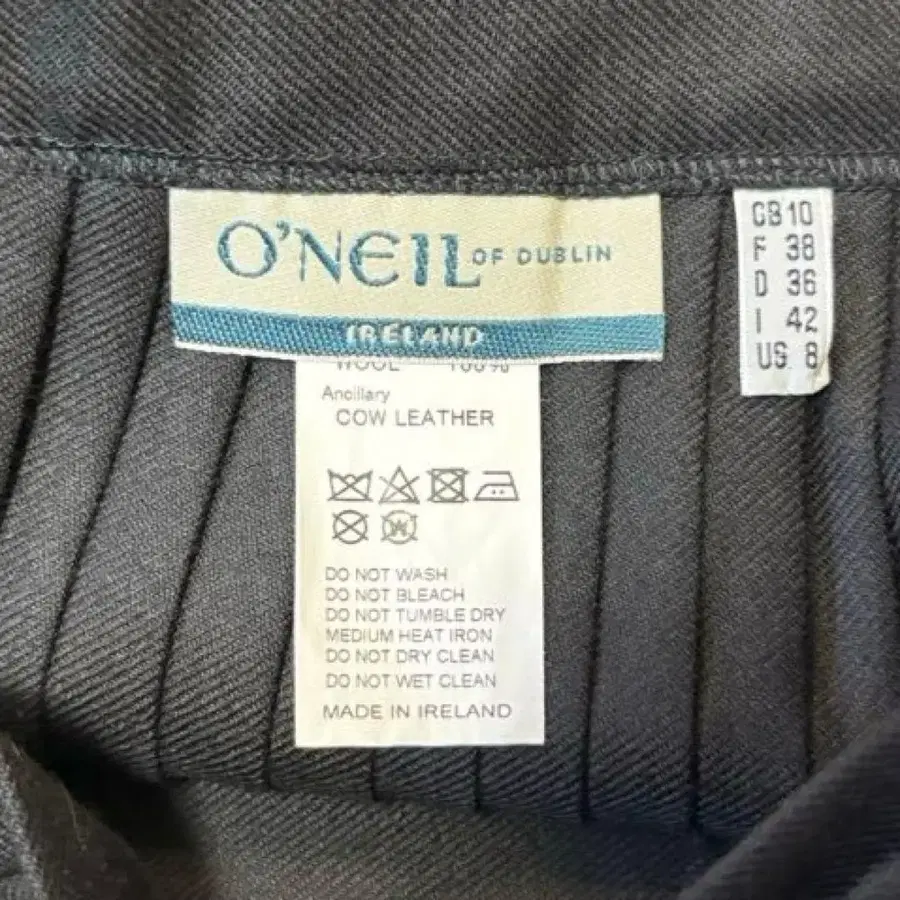 O'NEIL OF DUBLIN
IRELAND
WOOL 100%
Ancillary
COW LEATHER
DO NOT WASH
DO NOT BLEACH
DO NOT TUMBLE DRY
MEDIUM HEAT IRON
DO NOT DRY CLEAN
DO NOT WET CLEAN
MADE IN IRELAND
GB 10
F 38
D 36
I 42
US 8